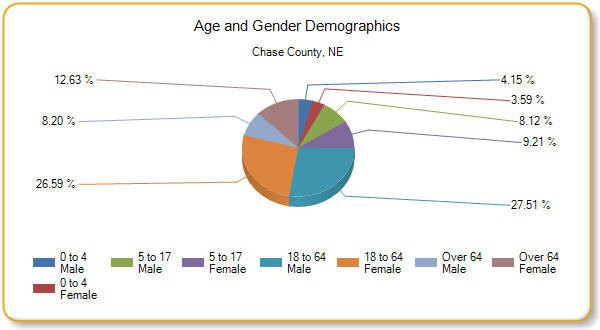 Age and Gender Demographics
Chase County, NE
12.63 %
4.15 %
3.59 %
8.20 %
8.12 %
9.21 %
26.59 %
27.51 %
0 to 4 Male
5 to 17 Male
5 to 17 Female
18 to 64 Male
18 to 64 Female
Over 64 Male
Over 64 Female
0 to 4 Female